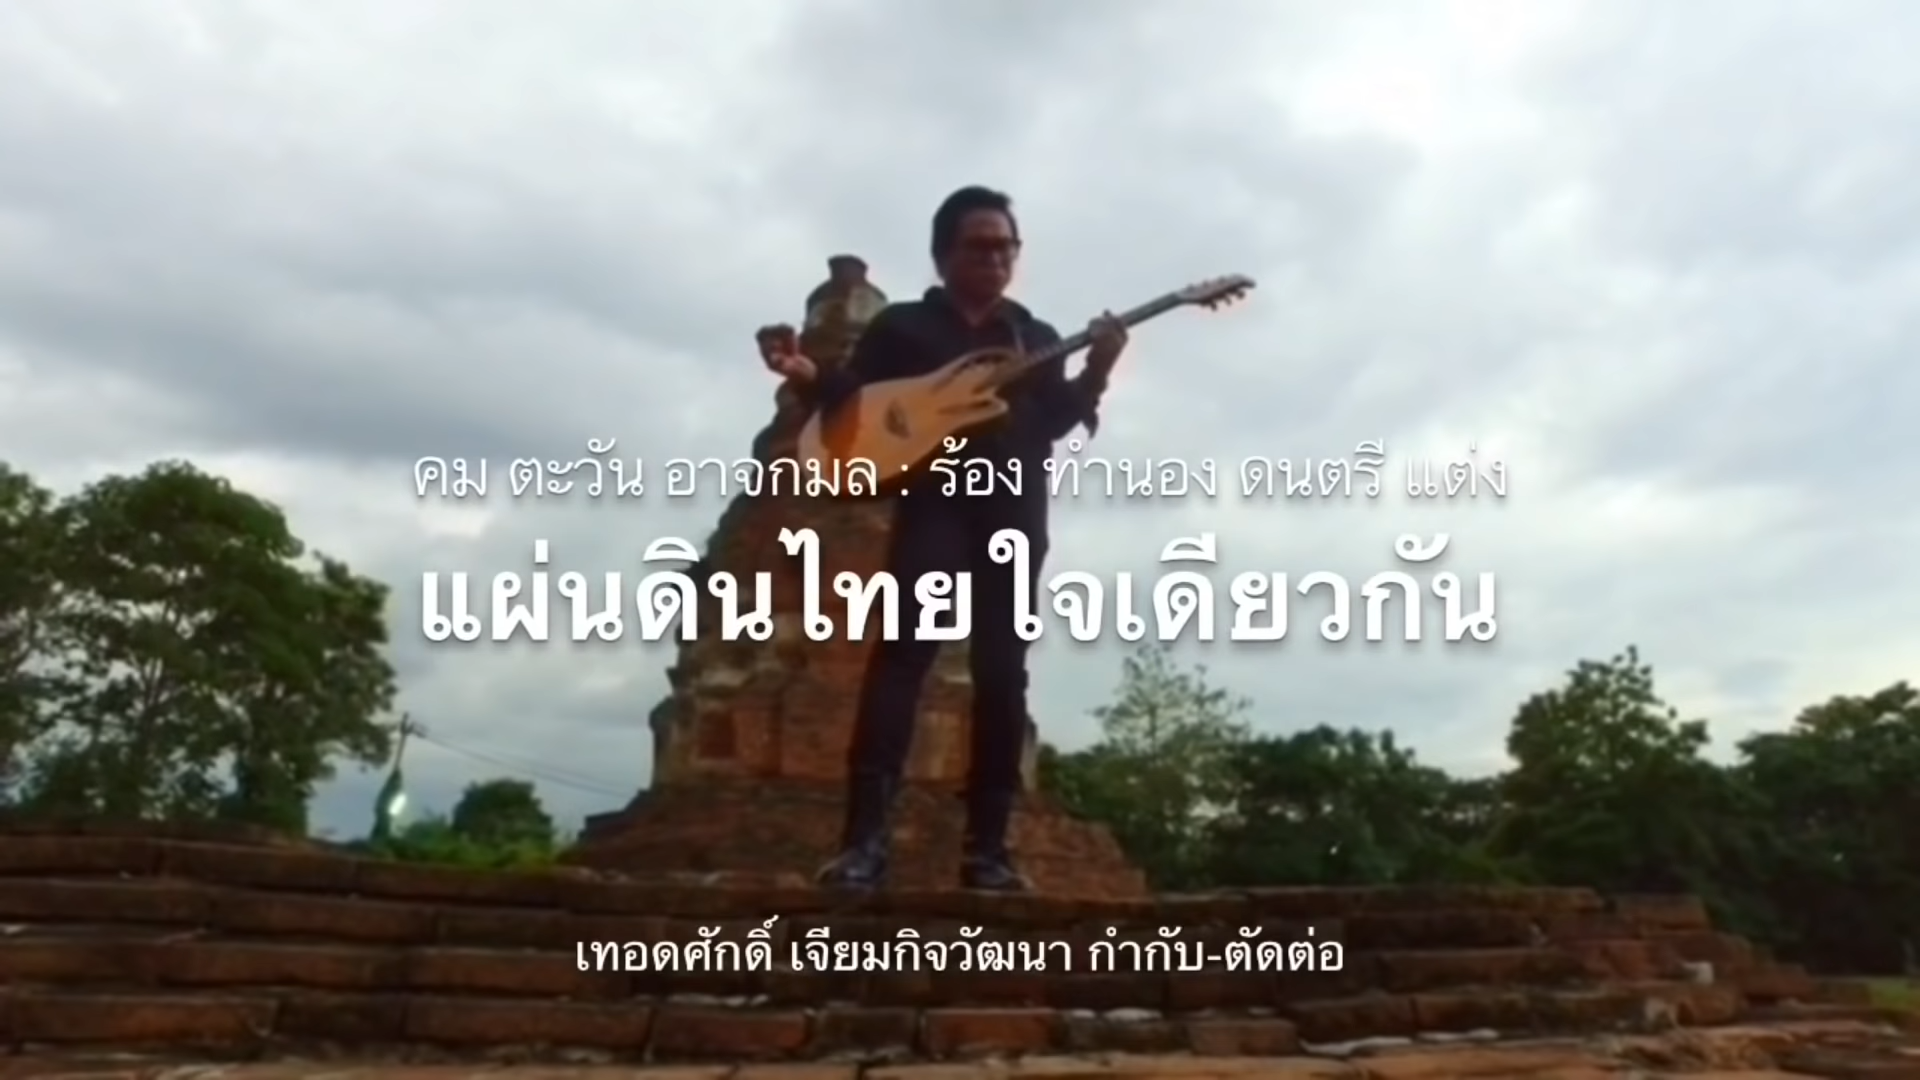 คม ตะวัน อาจกมล : ร้อง ทำนอง ดนตรี แต่ง
แผ่นดินไทย ใจเดียวกัน
เทอดศักดิ์ เจียมกิจวัฒนา กำกับ-ตัดต่อ